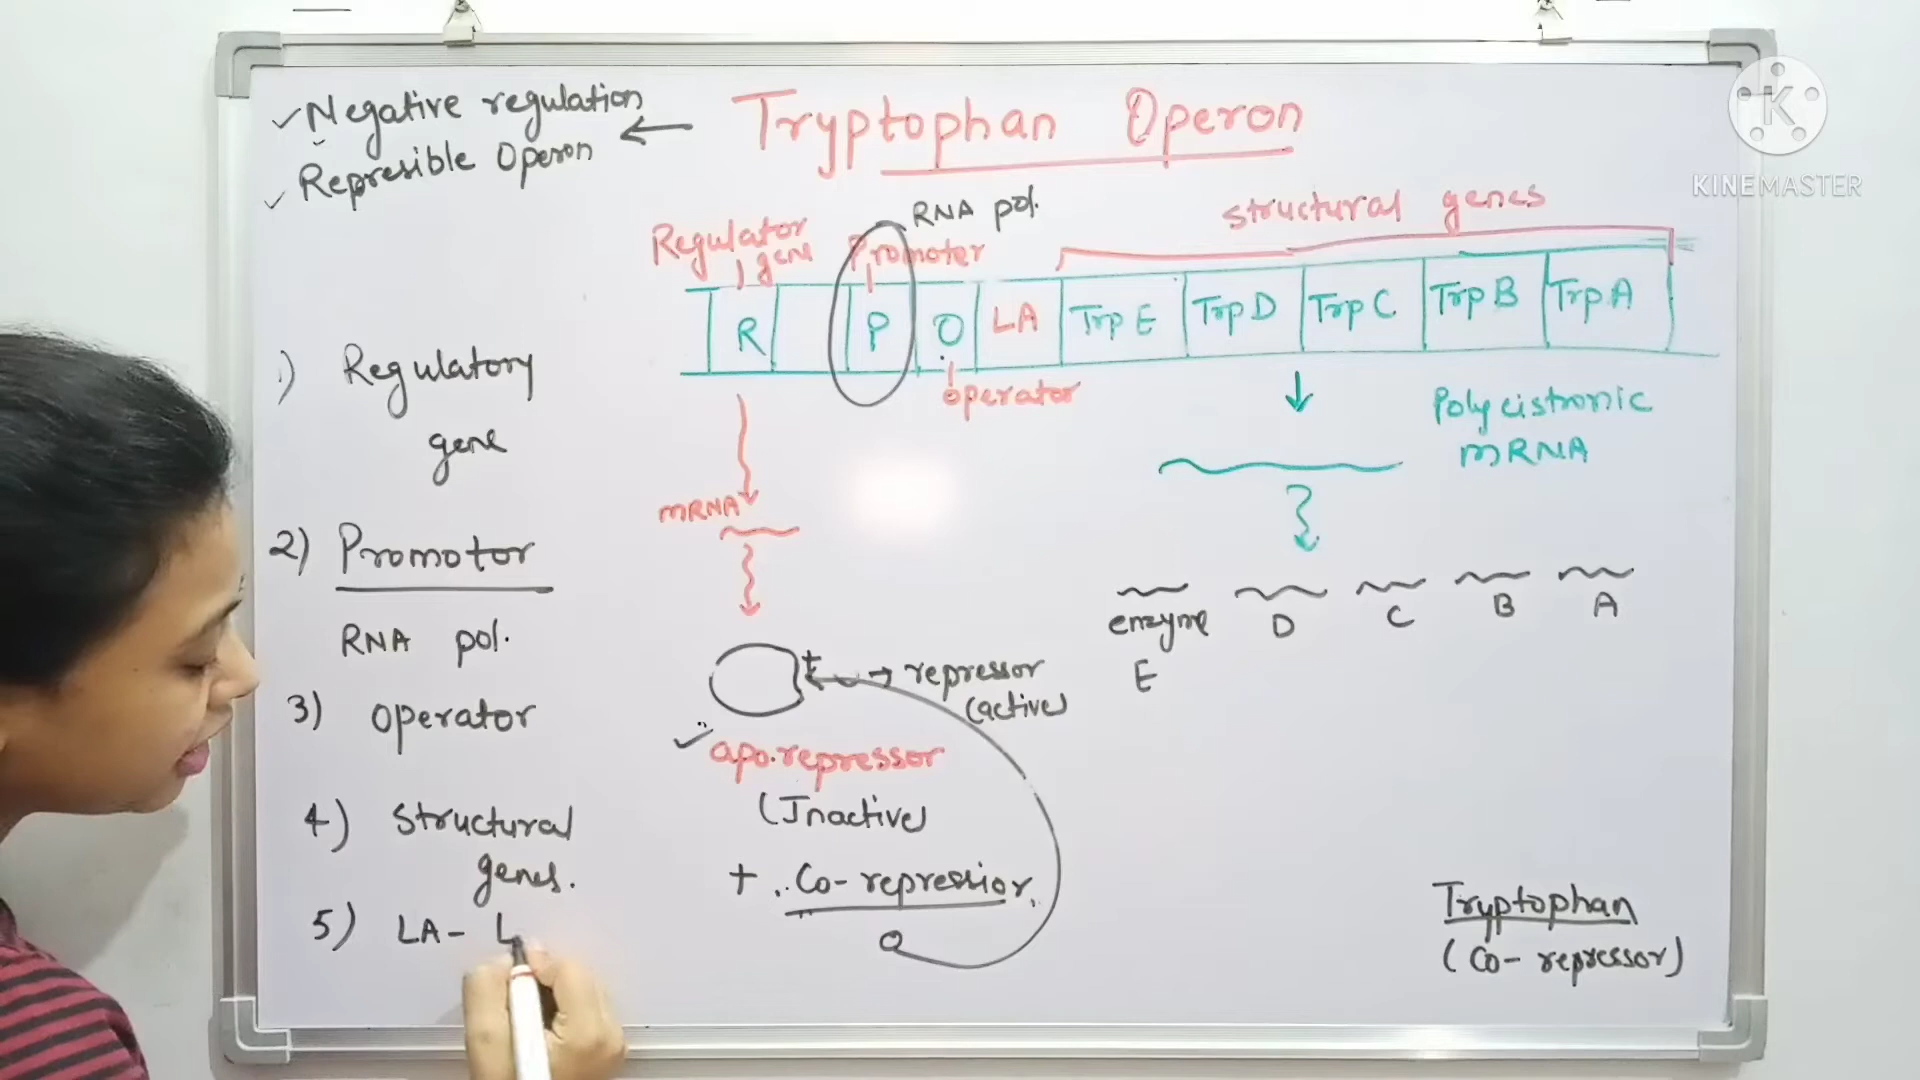 Negative regulation
Represible Operon
Tryptophan Operon
RNA pol.
structural genes
Regulator
gene
Promoter
R
P
O
LA
Trp E
Trp D
Trp C
Trp B
Trp A
operator
Polycistronic
mRNA
mRNA
1) Regulatory
gene
2) Promotor
RNA pol.
3) operator
4) structural
genes.
5) LA- L
repressor
(active)
apo.repressor
(Inactive)
+ Co-repressior
enzyme
E
D
C
B
A
Tryptophan
(Co-repressor)
K
KINEMASTER